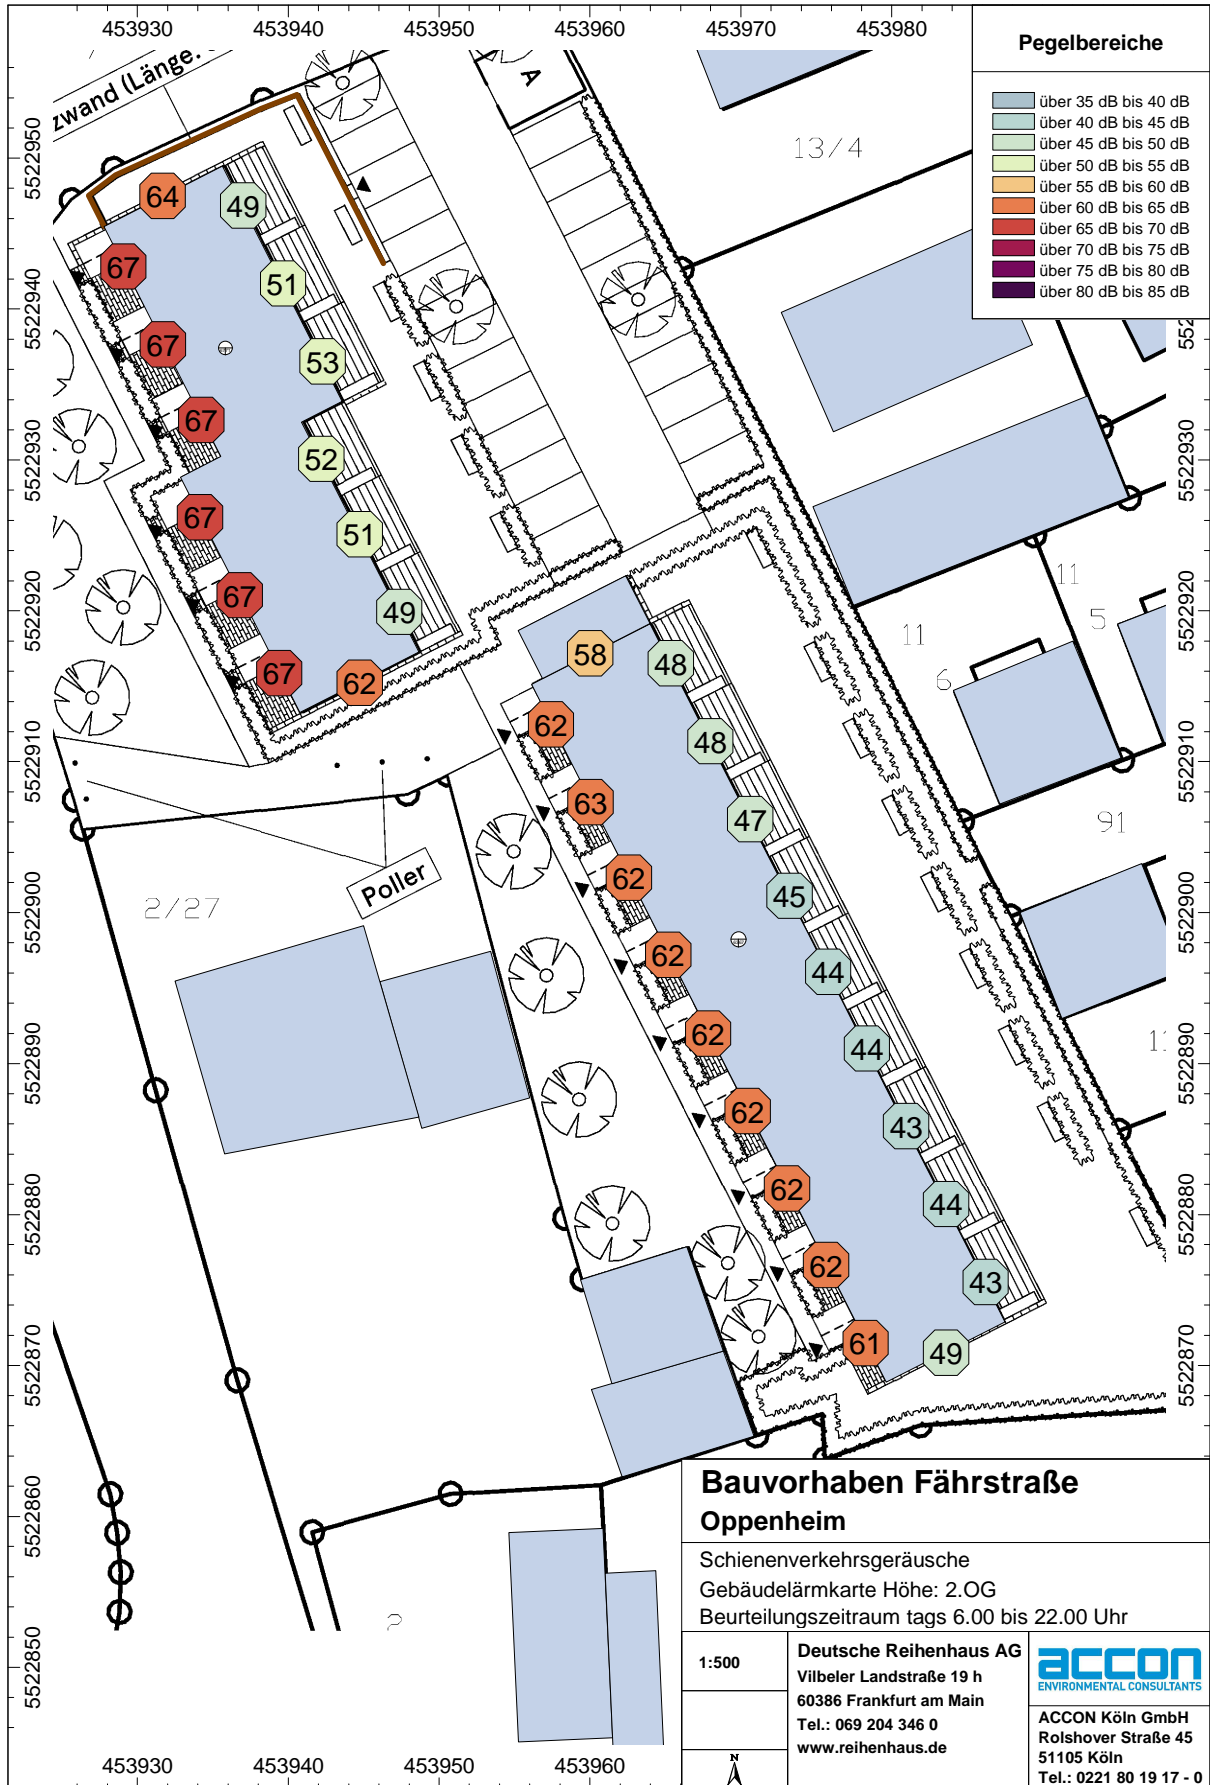 453930 453940 453950 453960 453970 453980
Pegelbereiche
über 35 dB bis 40 dB
über 40 dB bis 45 dB
über 45 dB bis 50 dB
über 50 dB bis 55 dB
über 55 dB bis 60 dB
über 60 dB bis 65 dB
über 65 dB bis 70 dB
über 70 dB bis 75 dB
über 75 dB bis 80 dB
über 80 dB bis 85 dB
zwand (Länge:
A
13/4
5522950
5522940
5522930
5522920
5522910
5522900
5522890
5522880
5522870
5522860
5522850
64
49
67
51
67
53
67
52
67
51
67
49
67
62
58
48
62
48
63
47
62
45
62
44
62
44
62
43
62
44
62
43
61
49
11
5
11
6
91
2/27
Poller
2
5522930
5522920
5522910
5522900
5522890
5522880
5522870
Bauvorhaben Fährstraße
Oppenheim
Schienenverkehrsgeräusche
Gebäudelärmkarte Höhe: 2.OG
Beurteilungszeitraum tags 6.00 bis 22.00 Uhr
1:500
Deutsche Reihenhaus AG
Vilbeler Landstraße 19 h
60386 Frankfurt am Main
Tel.: 069 204 346 0
www.reihenhaus.de
accon
ENVIRONMENTAL CONSULTANTS
ACCON Köln GmbH
Rolshover Straße 45
51105 Köln
Tel.: 0221 80 19 17 - 0
N
453930 453940 453950 453960